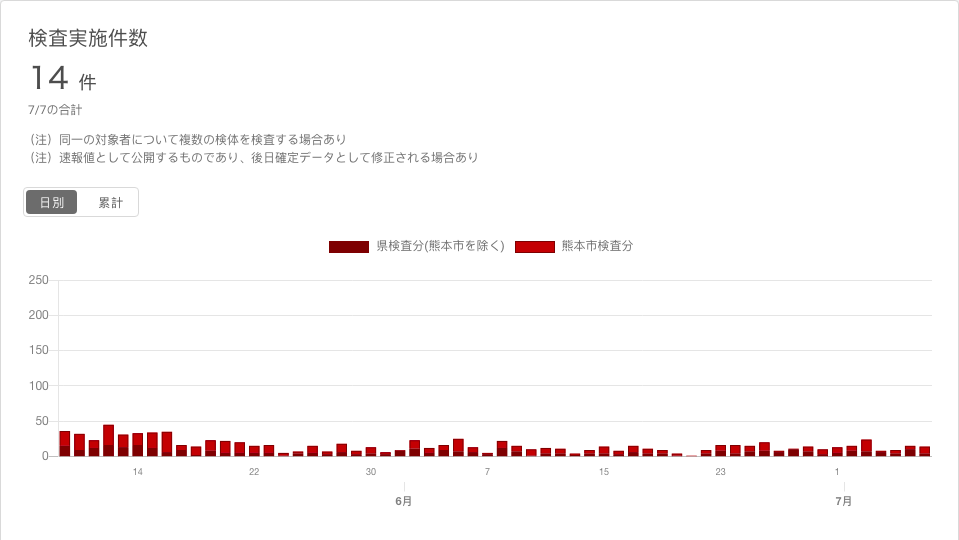 検査実施件数
14 件
7/7の合計
（注）同一の対象者について複数の検体を検査する場合あり
（注）速報値として公開するものであり、後日確定データとして修正される場合あり
日別 累計
県検査分(熊本市を除く) 熊本市検査分
250
200
150
100
50
0
14 22 30 7 15 23 1
6月 7月